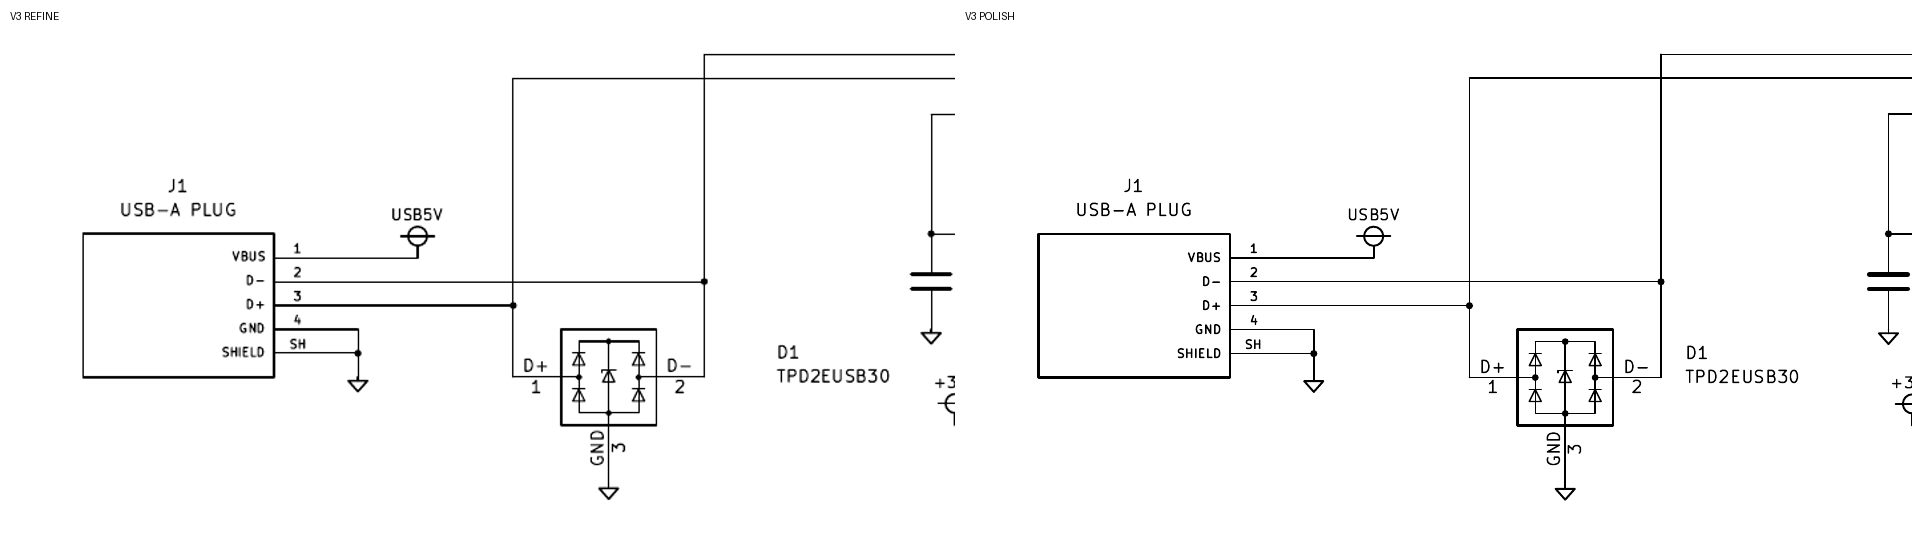 V3 REFINE
J1
USB-A PLUG
USB5V
VBUS 1
D- 2
D+ 3
GND 4
SHIELD SH
D+ D-
1 2
GND 3
D1
TPD2EUSB30
+3
V3 POLISH
J1
USB-A PLUG
USB5V
VBUS 1
D- 2
D+ 3
GND 4
SHIELD SH
D+ D-
1 2
GND 3
D1
TPD2EUSB30
+3